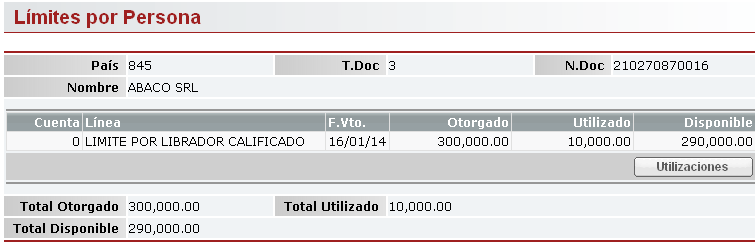 Límites por Persona
País 845 T.Doc 3 N.Doc 210270870016
Nombre ABACO SRL
Cuenta Línea F.Vto. Otorgado Utilizado Disponible
0 LIMITE POR LIBRADOR CALIFICADO 16/01/14 300,000.00 10,000.00 290,000.00
Utilizaciones
Total Otorgado 300,000.00 Total Utilizado 10,000.00
Total Disponible 290,000.00